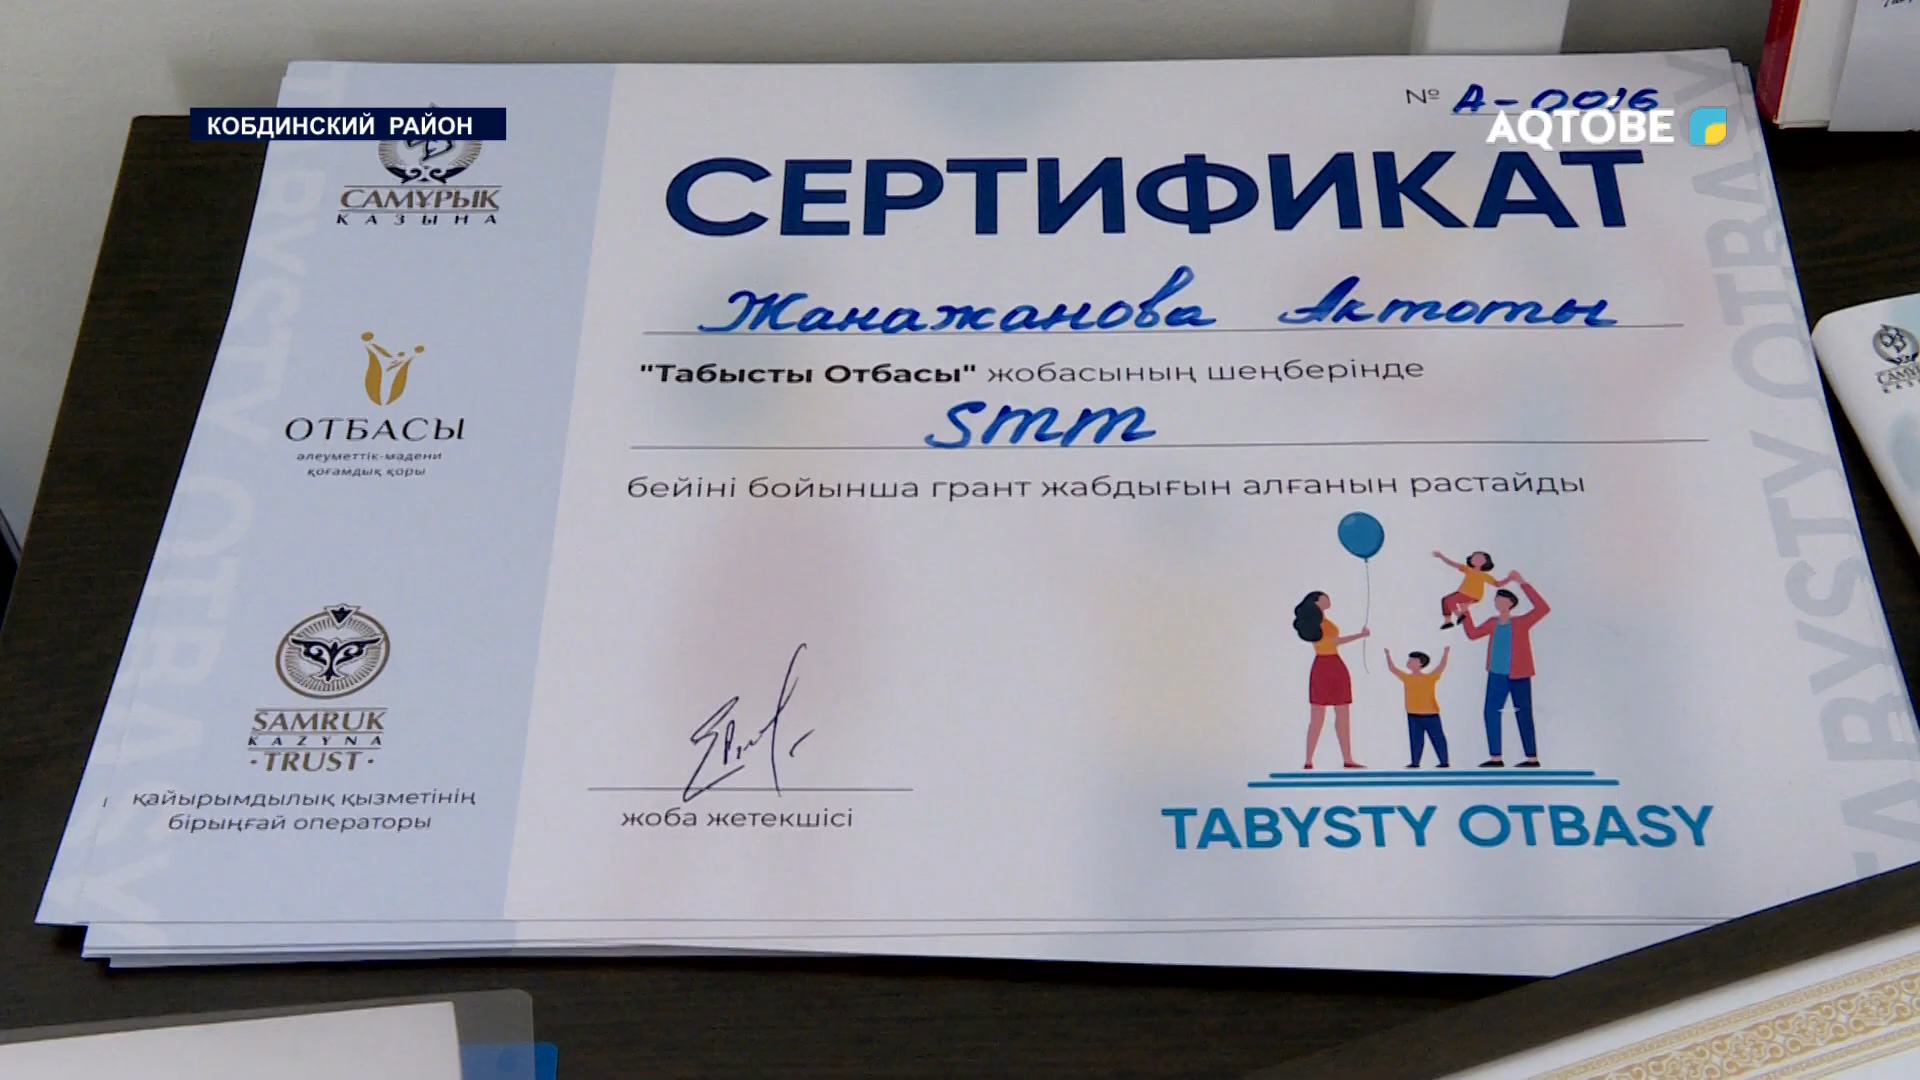 КОБДИНСКИЙ РАЙОН
AQTÓBE
№ А-0016
САМҰРЫҚ
ҚАЗЫНА
СЕРТИФИКАТ
Жанажанова Актоты
"Табысты Отбасы" жобасының шеңберінде
SMM
бейіні бойынша грант жабдығын алғанын растайды
ОТБАСЫ
әлеуметтік-мәдени
қоғамдық қоры
SAMRUK
KAZYNA
·TRUST·
қайырымдылық қызметінің
бірыңғай операторы
жоба жетекшісі
TABYSTY OTBASY
TABYSTY OTBASY